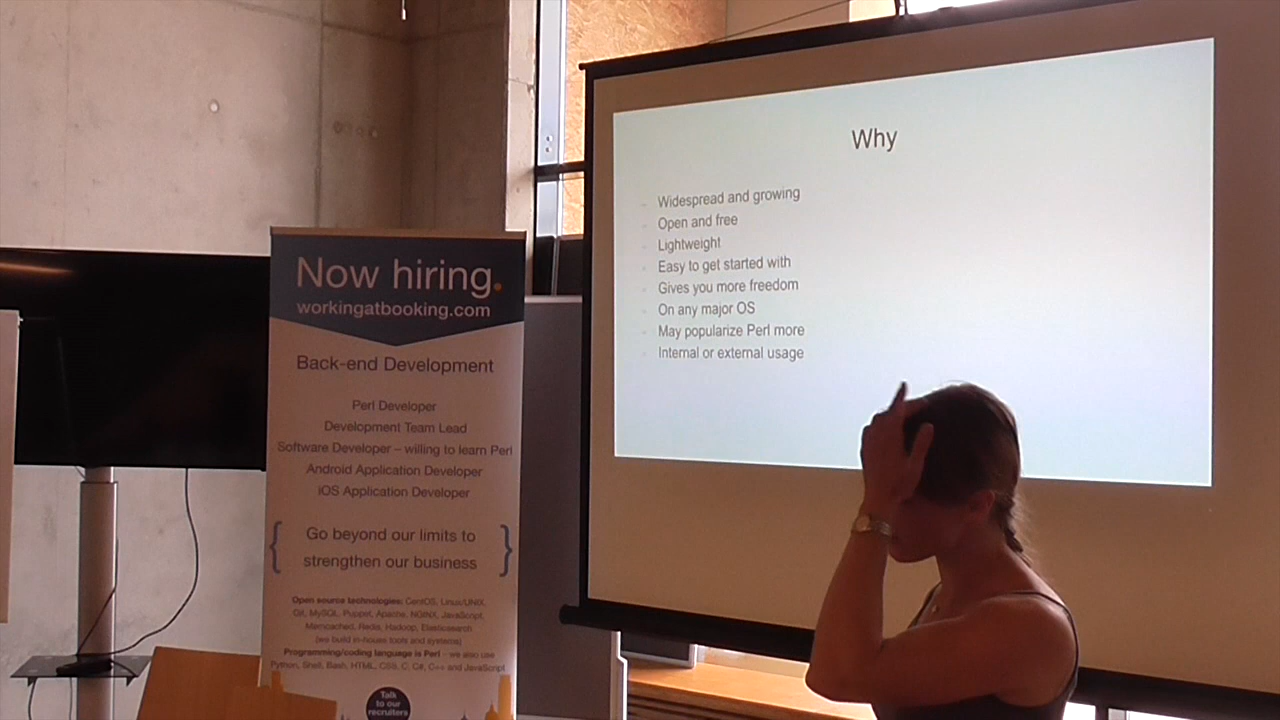 Now hiring.
workingatbooking.com
Back-end Development
Perl Developer
Development Team Lead
Software Developer – willing to learn Perl
Android Application Developer
iOS Application Developer
{ Go beyond our limits to }
strengthen our business
Open source technologies: CentOS, Linux/UNIX,
Git, MySQL, Puppet, Apache, NGINX, JavaScript,
Memcached, Redis, Hadoop, Elasticsearch
(we build in-house tools and systems)
Programming/coding language is Perl – we also use
Python, Shell, Bash, HTML, CSS, C, C#, C++ and JavaScript
Talk
to our
recruiters
Why
- Widespread and growing
- Open and free
- Lightweight
- Easy to get started with
- Gives you more freedom
- On any major OS
- May popularize Perl more
- Internal or external usage